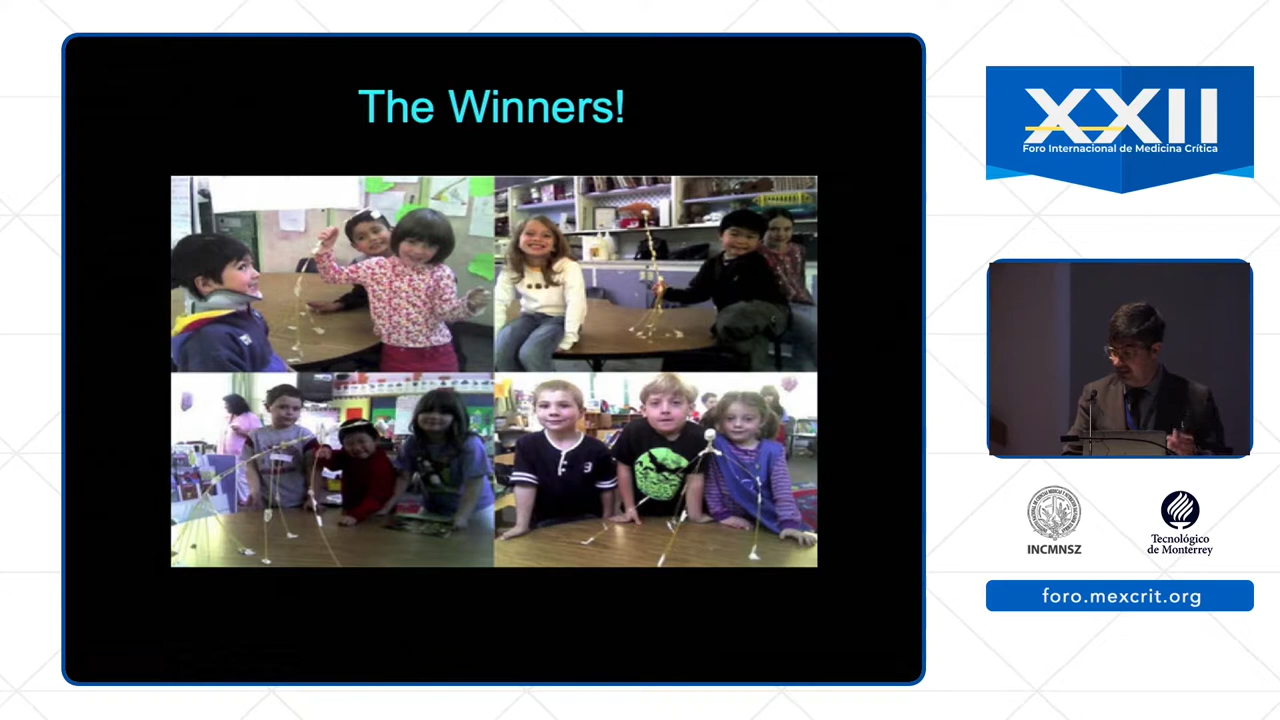 The Winners!
XXII
Foro Internacional de Medicina Crítica
INCMNSZ
Tecnológico
de Monterrey
foro.mexcrit.org